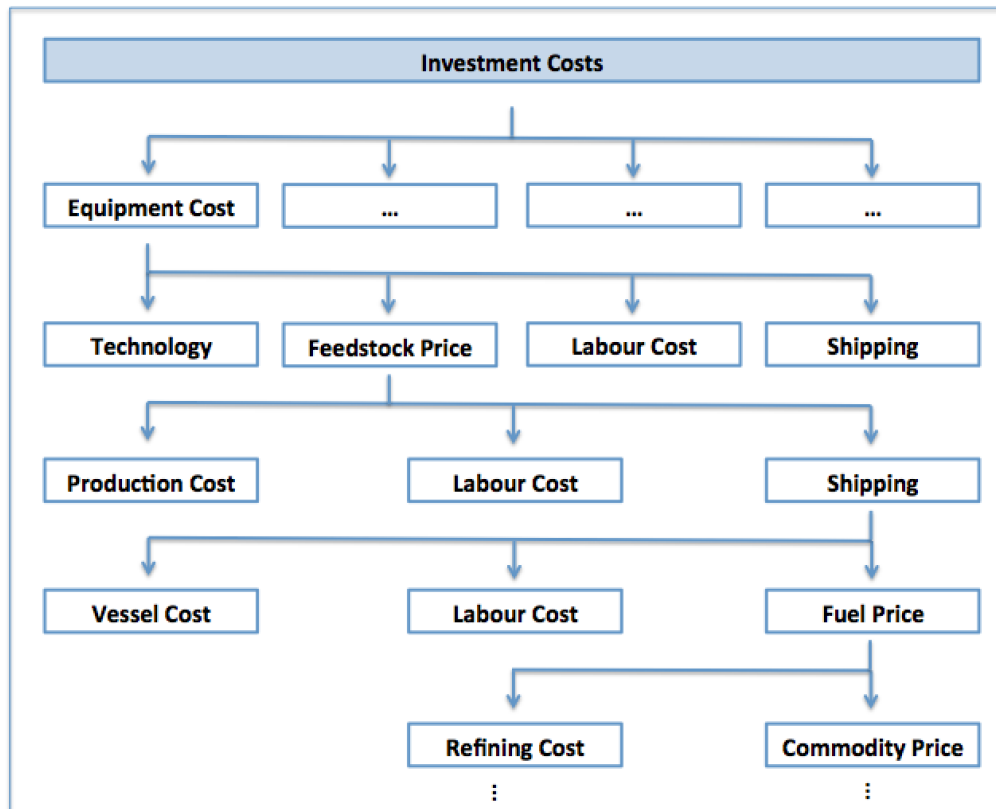 Investment Costs
Equipment Cost
...
...
...
Technology
Feedstock Price
Labour Cost
Shipping
Production Cost
Labour Cost
Shipping
Vessel Cost
Labour Cost
Fuel Price
Refining Cost
Commodity Price
⋮
⋮